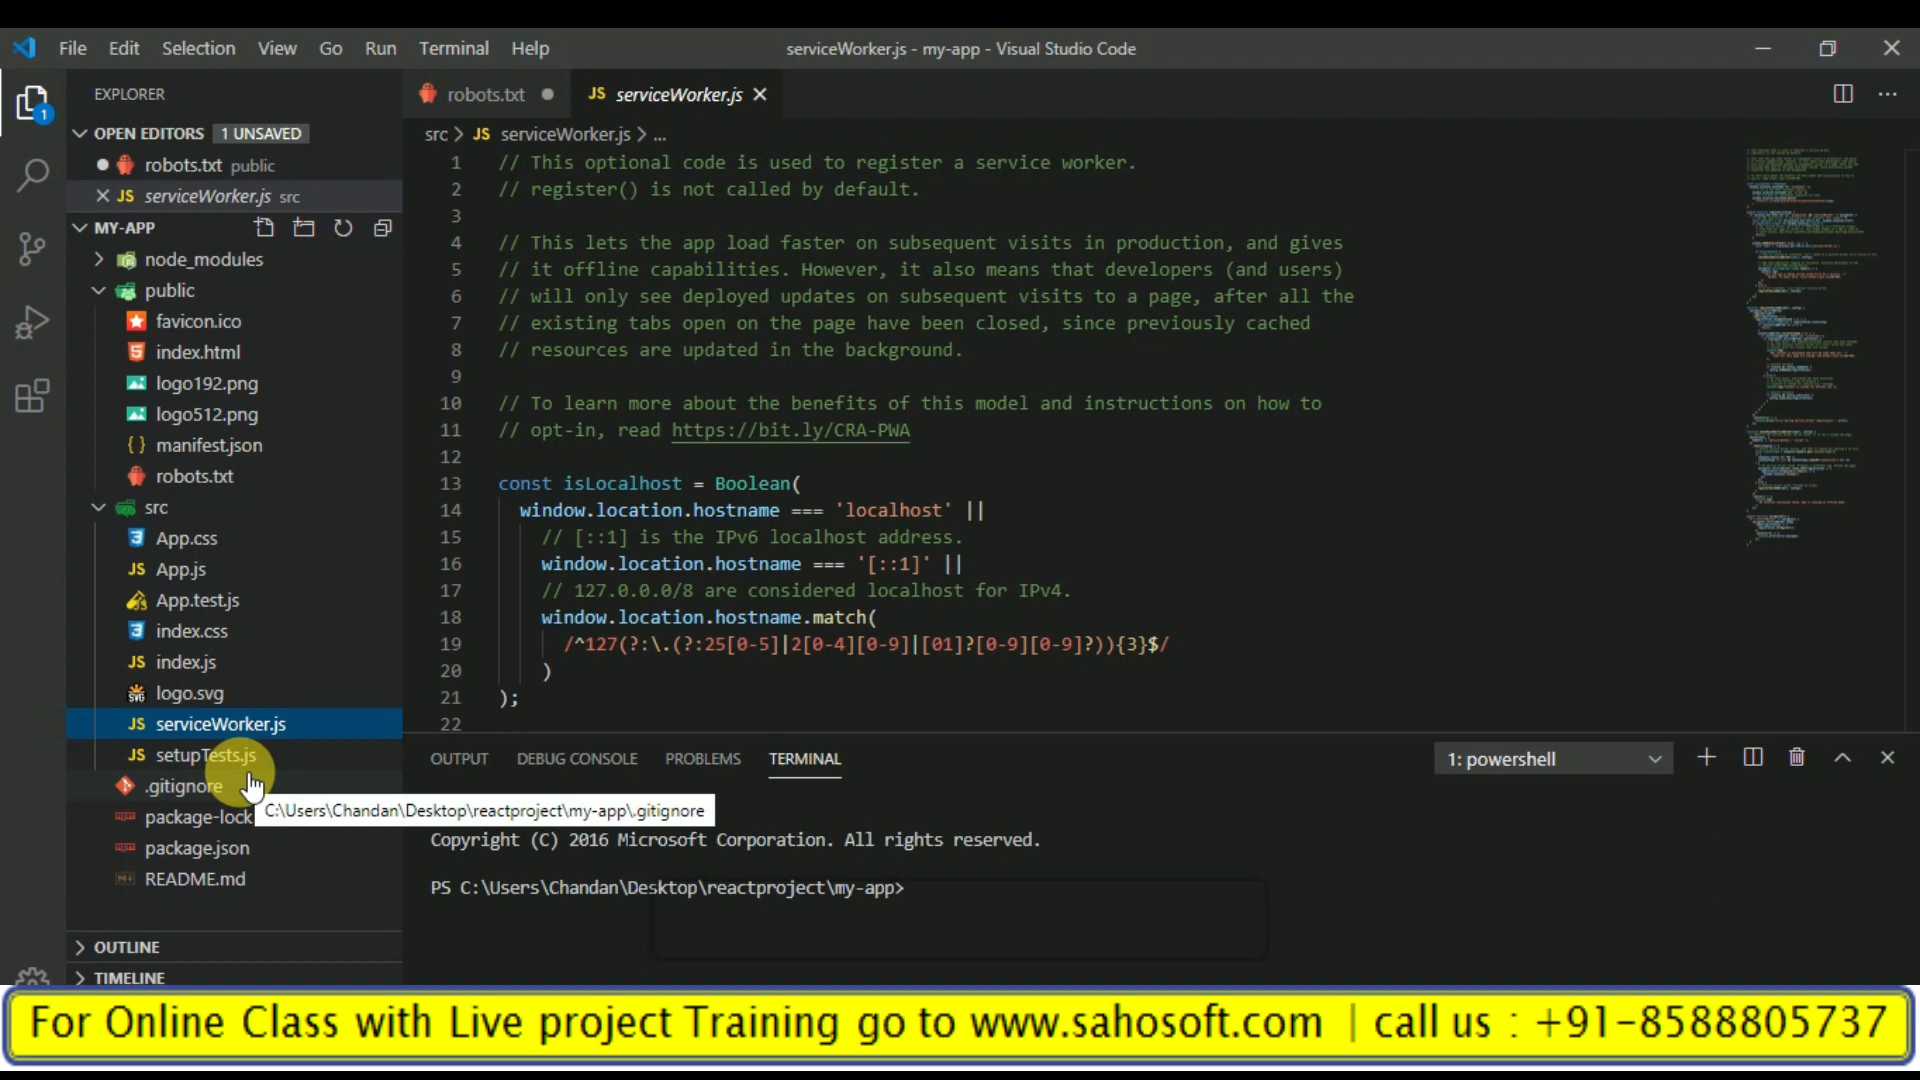 File Edit Selection View Go Run Terminal Help
serviceWorker.js - my-app - Visual Studio Code
1
EXPLORER
OPEN EDITORS 1 UNSAVED
robots.txt public
JS serviceWorker.js src
MY-APP
node_modules
public
favicon.ico
index.html
logo192.png
logo512.png
{ } manifest.json
robots.txt
src
App.css
JS App.js
App.test.js
index.css
JS index.js
SVG logo.svg
JS serviceWorker.js
JS setupTests.js
.gitignore
package-lock
package.json
README.md
OUTLINE
TIMELINE
robots.txt
JS serviceWorker.js
src > JS serviceWorker.js > ...
1 // This optional code is used to register a service worker.
2 // register() is not called by default.
3
4 // This lets the app load faster on subsequent visits in production, and gives
5 // it offline capabilities. However, it also means that developers (and users)
6 // will only see deployed updates on subsequent visits to a page, after all the
7 // existing tabs open on the page have been closed, since previously cached
8 // resources are updated in the background.
9
10 // To learn more about the benefits of this model and instructions on how to
11 // opt-in, read https://bit.ly/CRA-PWA
12
13 const isLocalhost = Boolean(
14 window.location.hostname === 'localhost' ||
15 // [::1] is the IPv6 localhost address.
16 window.location.hostname === '[::1]' ||
17 // 127.0.0.0/8 are considered localhost for IPv4.
18 window.location.hostname.match(
19 /^127(?:\.(?:25[0-5]|2[0-4][0-9]|[01]?[0-9][0-9]?)){3}$/
20 )
21 );
22
OUTPUT DEBUG CONSOLE PROBLEMS TERMINAL
1: powershell
C:\Users\Chandan\Desktop\reactproject\my-app\.gitignore
Copyright (C) 2016 Microsoft Corporation. All rights reserved.
PS C:\Users\Chandan\Desktop\reactproject\my-app>
For Online Class with Live project Training go to www.sahosoft.com | call us : +91-8588805737